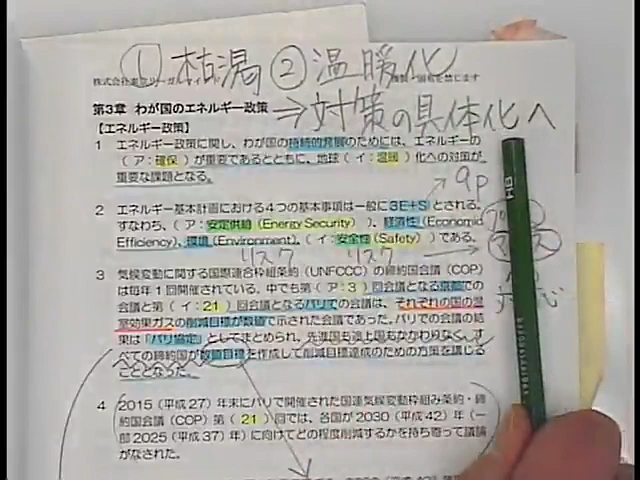 ① 枯渇 ② 温暖化
⇒対策の具体化へ
第3章 わが国のエネルギー政策
【エネルギー政策】
1 エネルギー政策に関し、わが国の持続的発展のためには、エネルギーの
(ア:確保)が重要であるとともに、地球(イ:温暖)化への対策が、
重要な課題となる。
9p
2 エネルギー基本計画における4つの基本事項は一般に3E+Sとされる。
すなわち、(ア:安定供給(Energy Security)、経済性(Economic
Efficiency)、環境(Environment)。(イ:安全性(Safety)である。
リスク リスク
3 気候変動に関する国際連合枠組条約(UNFCCC)の締約国会議(COP)
は毎年1回開催されている。中でも第(ア:3)回会議となる京都での
会議と第(イ:21)回会議となるパリでの会議は、それぞれの国の温
室効果ガスの削減目標が数値で示された会議であった。パリでの会議の結
果は「パリ協定」としてまとめられ、先進国も途上国もかかわりなく、す
べての締約国が数値目標を作成して削減目標達成のための方策を講じる
こととなった。
4 2015(平成27)年末にパリで開催された国連気候変動枠組み条約・締
約国会議(COP)第(21)回では、各国が2030(平成42)年(一
部2025(平成37)年)に向けてどの程度削減するかを持ち寄って議論
がなされた。
HB